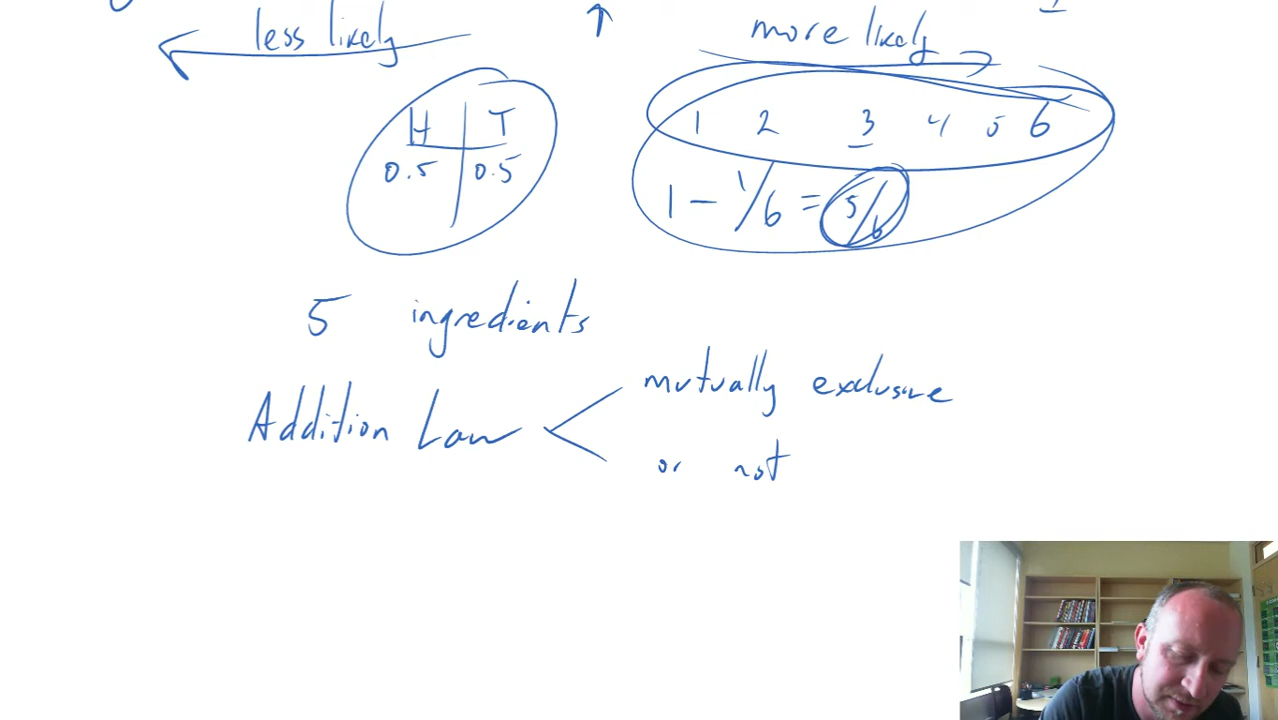 less likely ↑ more likely
H T
0.5 0.5
1 2 3 4 5 6
1 - 1/6 = 5/6
5 ingredients
Addition Law < mutually exclusive
or not